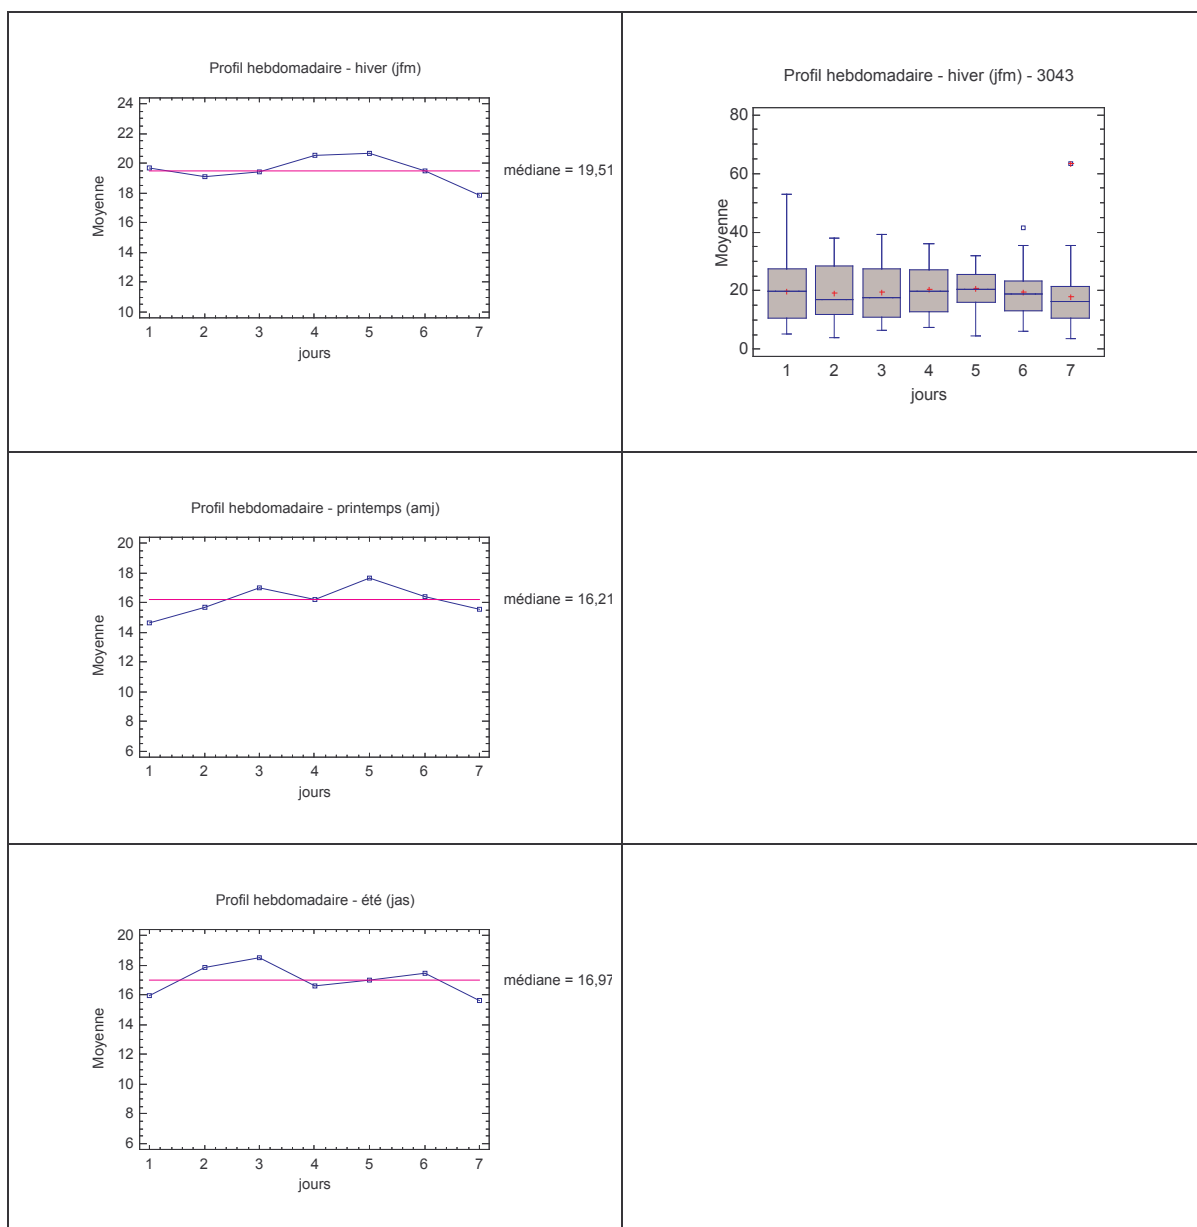 Profil hebdomadaire - hiver (jfm)
24
22
20
18
16
14
12
10
Moyenne
1 2 3 4 5 6 7
jours
médiane = 19,51
Profil hebdomadaire - hiver (jfm) - 3043
80
60
40
20
0
Moyenne
1 2 3 4 5 6 7
jours
Profil hebdomadaire - printemps (amj)
20
18
16
14
12
10
8
6
Moyenne
1 2 3 4 5 6 7
jours
médiane = 16,21
Profil hebdomadaire - été (jas)
20
18
16
14
12
10
8
6
Moyenne
1 2 3 4 5 6 7
jours
médiane = 16,97